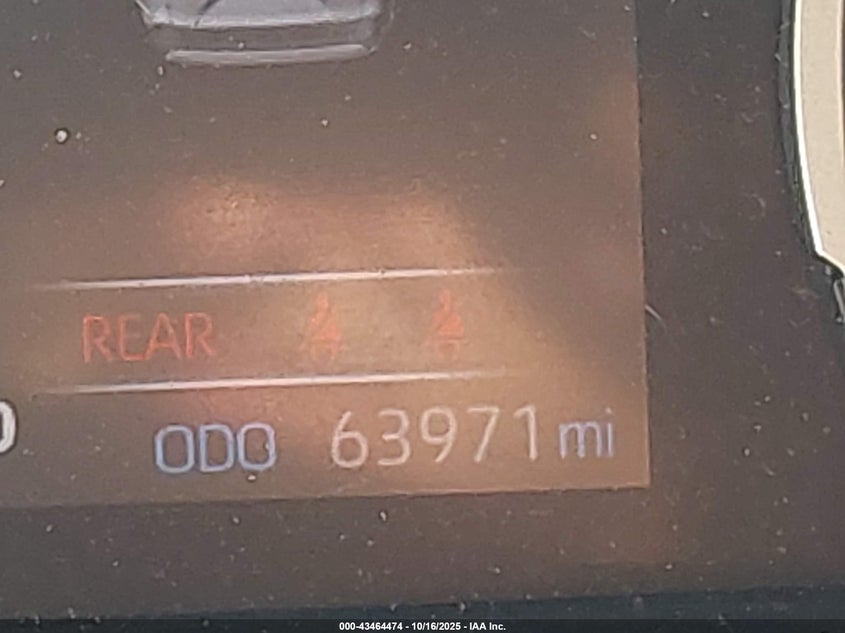 REAR
ODO 63971 mi
000-43464474 - 10/16/2025 - IAA Inc.